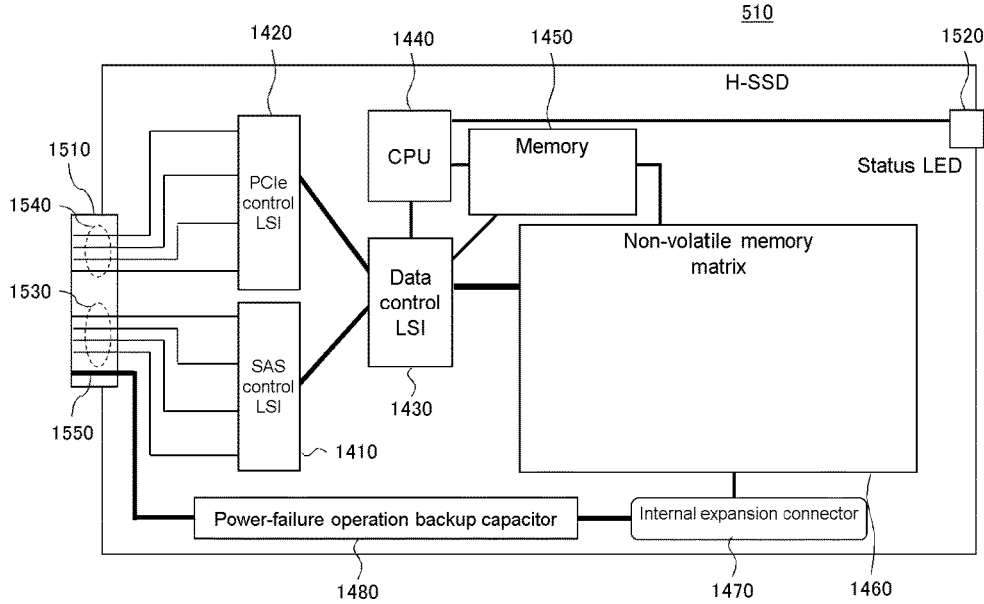 510
1420
1440
1450
1520
H-SSD
1510
1540
CPU
Memory
Status LED
PCIe
control
LSI
Non-volatile memory
matrix
1530
Data
control
LSI
SAS
control
LSI
1550
1430
1410
Power-failure operation backup capacitor
Internal expansion connector
1480
1470
1460